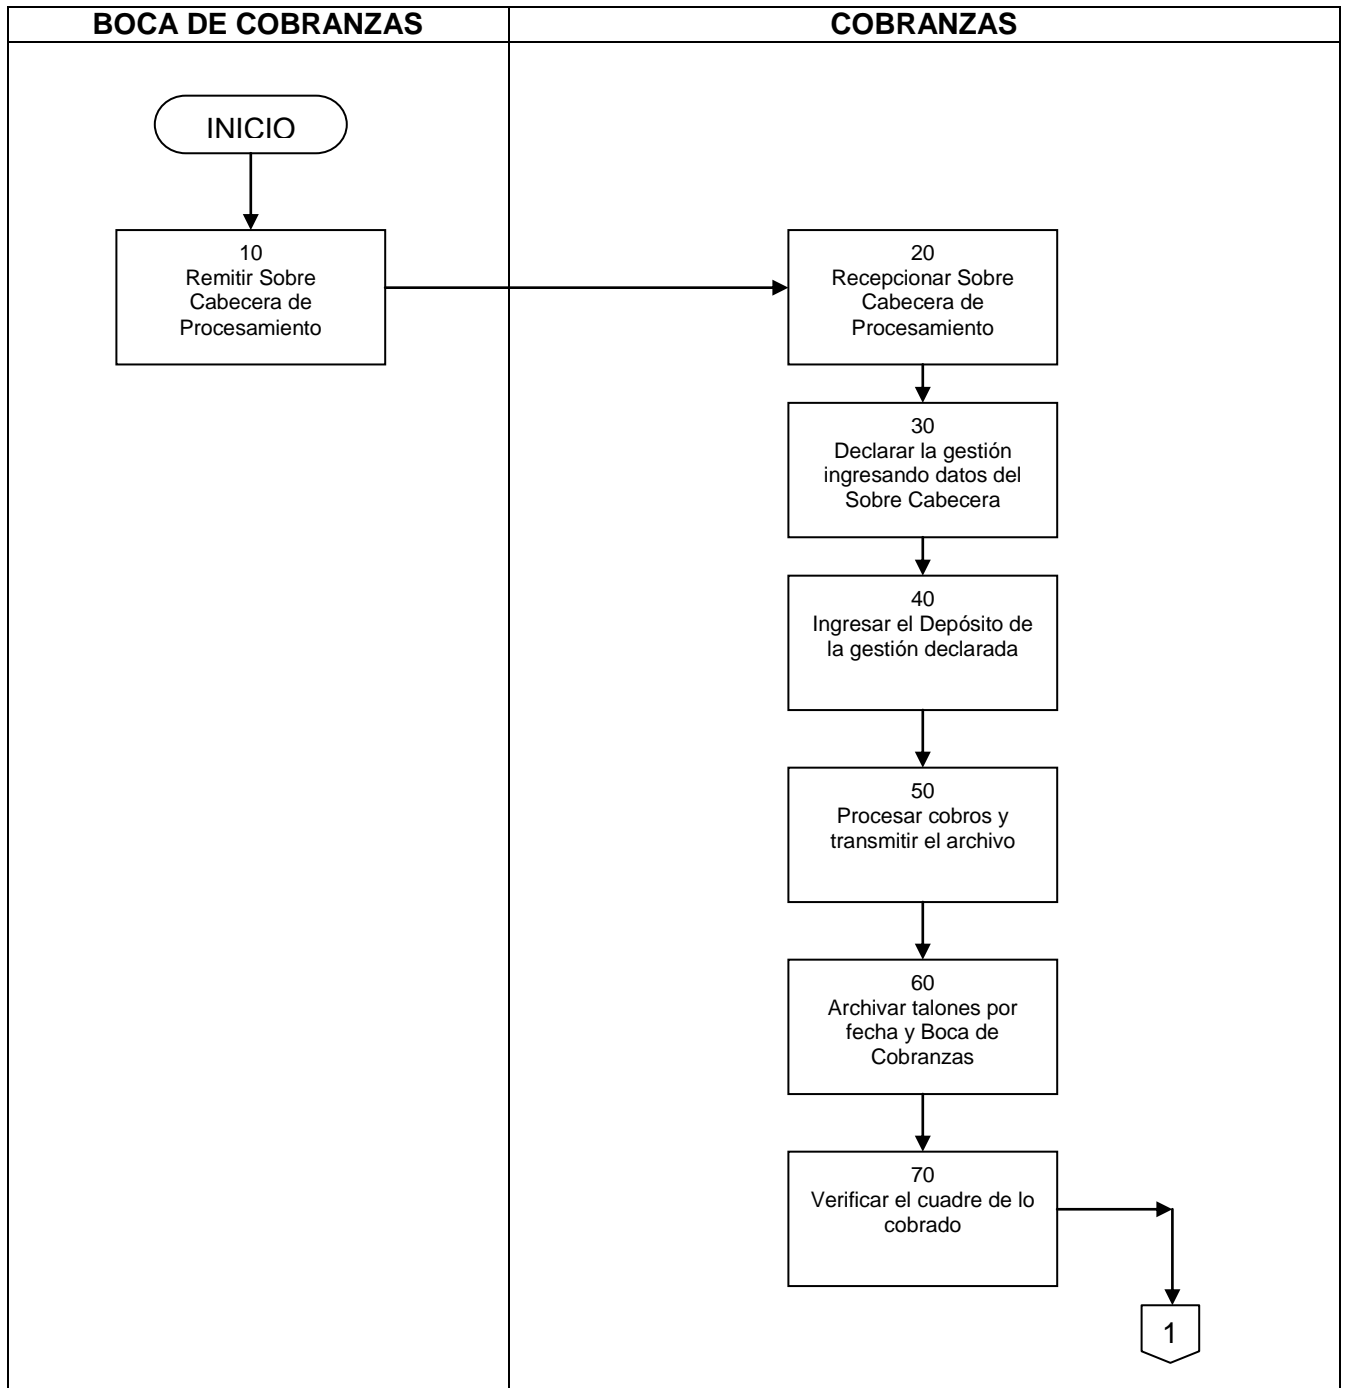 BOCA DE COBRANZAS
COBRANZAS
INICIO
10
Remitir Sobre
Cabecera de
Procesamiento
20
Recepcionar Sobre
Cabecera de
Procesamiento
30
Declarar la gestión
ingresando datos del
Sobre Cabecera
40
Ingresar el Depósito de
la gestión declarada
50
Procesar cobros y
transmitir el archivo
60
Archivar talones por
fecha y Boca de
Cobranzas
70
Verificar el cuadre de lo
cobrado
1